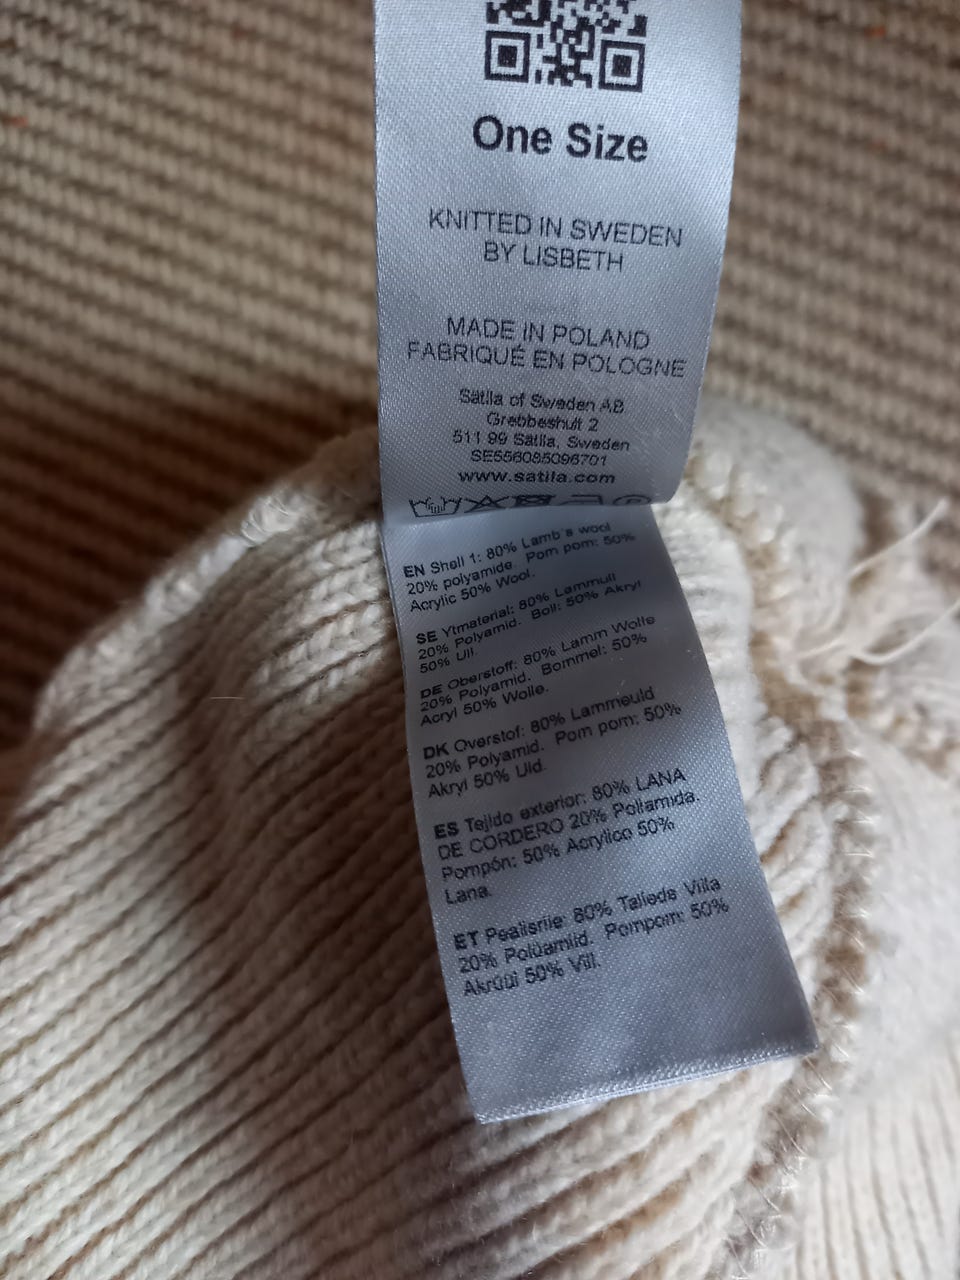 One Size
KNITTED IN SWEDEN
BY LISBETH
MADE IN POLAND
FABRIQUÉ EN POLOGNE
Sätila of Sweden AB
Grebbeshult 2
511 99 Sätila, Sweden
SE556085096701
www.satila.com
EN Shell 1: 80% Lamb's wool
20% polyamide. Pom pom: 50%
Acrylic 50% Wool.
SE Ytmaterial: 80% Lammull
20% Polyamid. Boll: 50% Akryl
50% Ull.
DE Oberstoff: 80% Lamm Wolle
20% Polyamid. Bommel: 50%
Acryl 50% Wolle.
DK Overstof: 80% Lammeuld
20% Polyamid. Pom pom: 50%
Akryl 50% Uld.
ES Tejido exterior: 80% LANA
DE CORDERO 20% Poliamida.
Pompón: 50% Acrylico 50%
Lana.
ET Pealisriie: 80% Tallede Villa
20% Polüamiid. Pompom: 50%
Akrüüli 50% Vill.